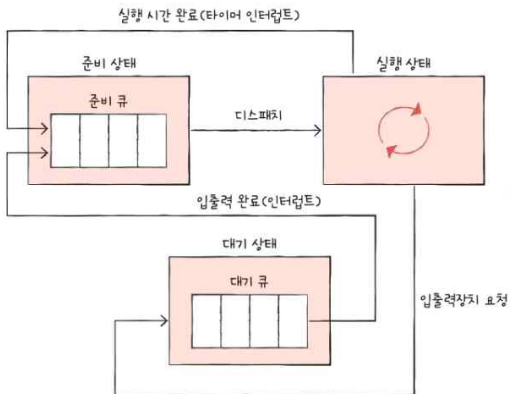 실행 시간 완료(타이머 인터럽트)
준비 상태
실행 상태
준비 큐
디스패치
입출력 완료(인터럽트)
대기 상태
대기 큐
입출력장치 요청